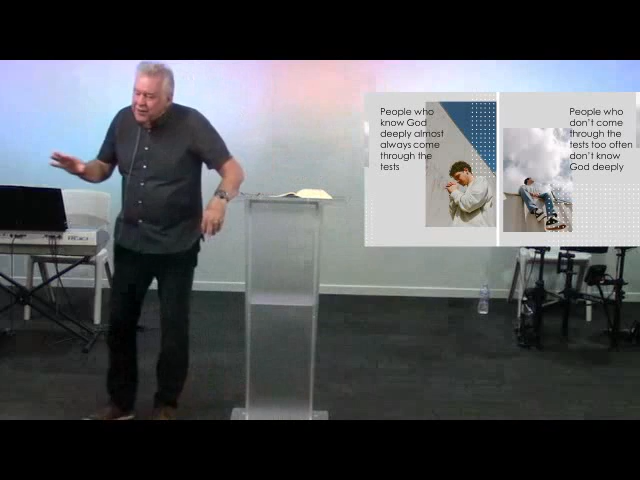 People who
know God
deeply almost
always come
through the
tests
People who
don't come
through the
tests too often
don't know
God deeply